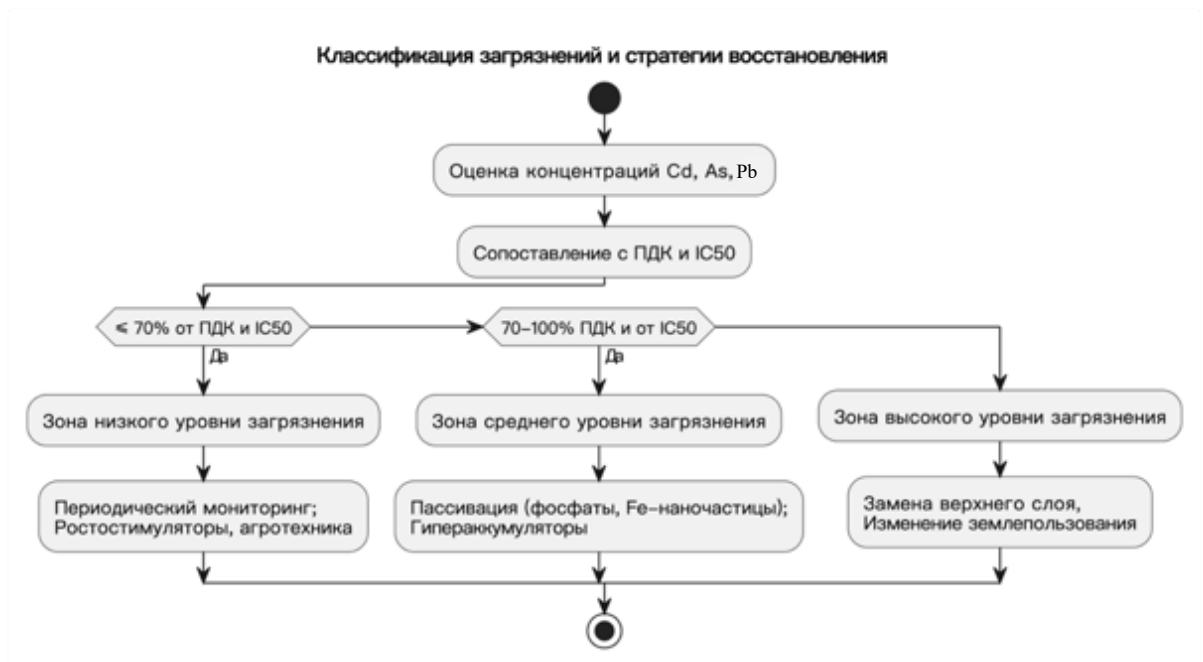 Классификация загрязнений и стратегии восстановления
Оценка концентраций Cd, As, Pb
Сопоставление с ПДК и IC50
≤ 70% от ПДК и IC50
70–100% ПДК и от IC50
Да
Да
Зона низкого уровни загрязнения
Зона среднего уровни загрязнения
Зона высокого уровни загрязнения
Периодический мониторинг;
Ростостимуляторы, агротехника
Пассивация (фосфаты, Fe–наночастицы);
Гипераккумуляторы
Замена верхнего слоя,
Изменение землепользования